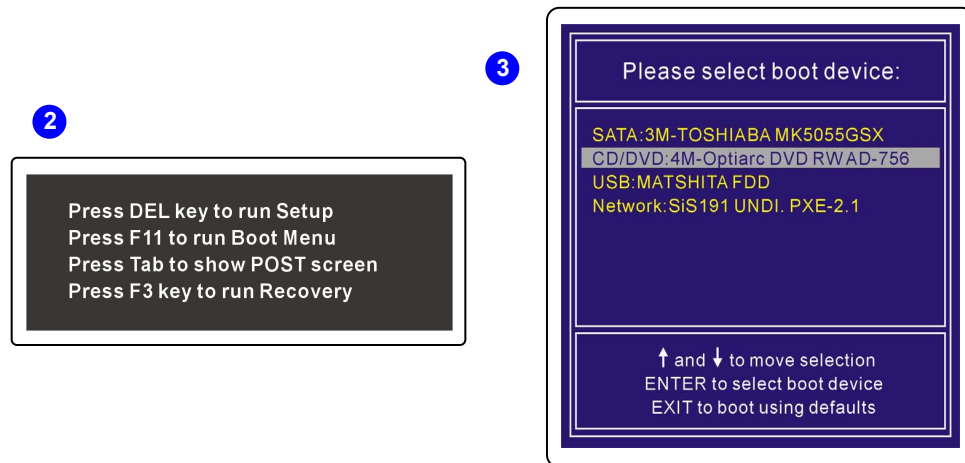 2
Press DEL key to run Setup
Press F11 to run Boot Menu
Press Tab to show POST screen
Press F3 key to run Recovery
3
Please select boot device:
SATA:3M-TOSHIABA MK5055GSX
CD/DVD:4M-Optiarc DVD RW AD-756
USB:MATSHITA FDD
Network:SiS191 UNDI. PXE-2.1
↑ and ↓ to move selection
ENTER to select boot device
EXIT to boot using defaults